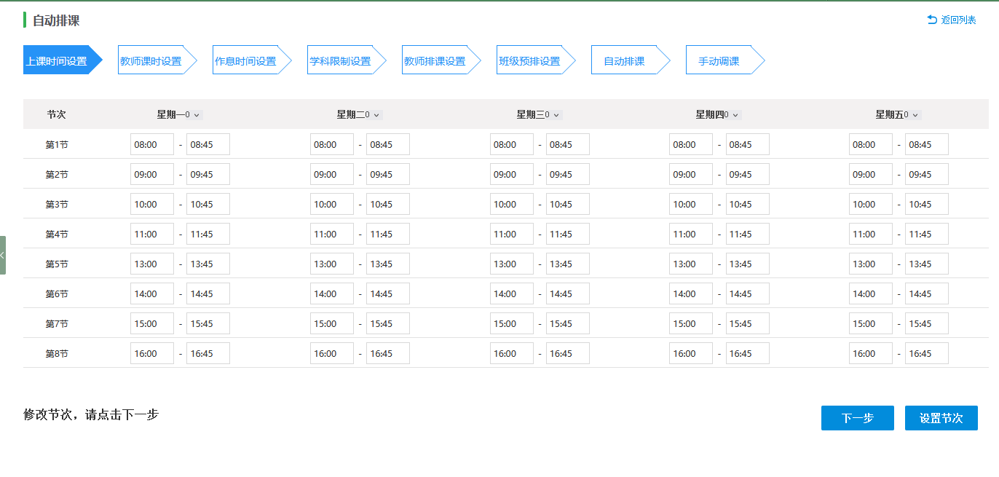 自动排课
返回列表
上课时间设置 教师课时设置 作息时间设置 学科限制设置 教师排课设置 班级预排设置 自动排课 手动调课
节次 星期一0 星期二0 星期三0 星期四0 星期五0
第1节 08:00 - 08:45 08:00 - 08:45 08:00 - 08:45 08:00 - 08:45 08:00 - 08:45
第2节 09:00 - 09:45 09:00 - 09:45 09:00 - 09:45 09:00 - 09:45 09:00 - 09:45
第3节 10:00 - 10:45 10:00 - 10:45 10:00 - 10:45 10:00 - 10:45 10:00 - 10:45
第4节 11:00 - 11:45 11:00 - 11:45 11:00 - 11:45 11:00 - 11:45 11:00 - 11:45
第5节 13:00 - 13:45 13:00 - 13:45 13:00 - 13:45 13:00 - 13:45 13:00 - 13:45
第6节 14:00 - 14:45 14:00 - 14:45 14:00 - 14:45 14:00 - 14:45 14:00 - 14:45
第7节 15:00 - 15:45 15:00 - 15:45 15:00 - 15:45 15:00 - 15:45 15:00 - 15:45
第8节 16:00 - 16:45 16:00 - 16:45 16:00 - 16:45 16:00 - 16:45 16:00 - 16:45
修改节次，请点击下一步
下一步 设置节次